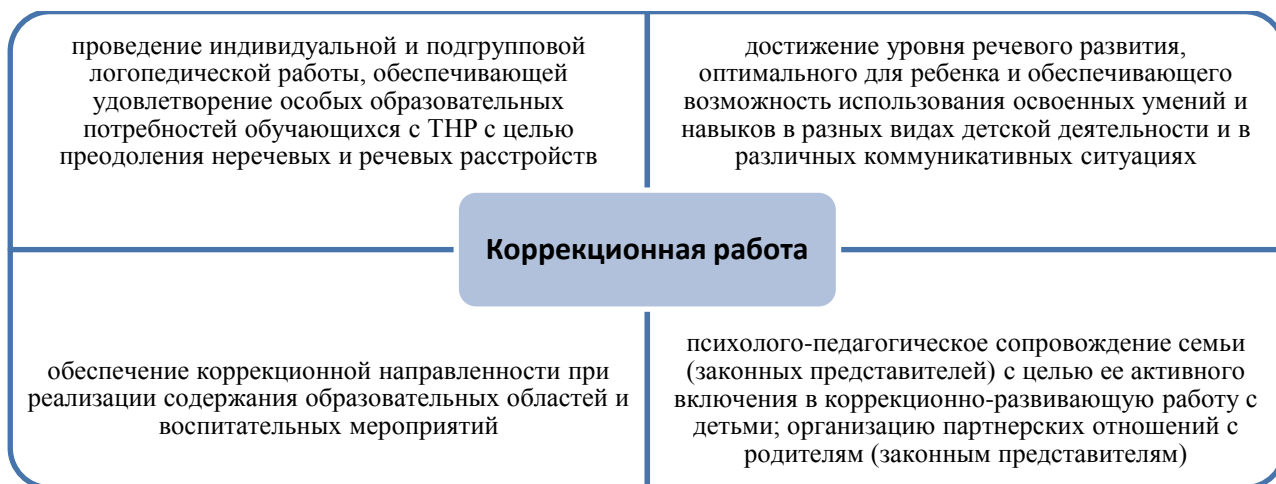 проведение индивидуальной и подгрупповой
логопедической работы, обеспечивающей
удовлетворение особых образовательных
потребностей обучающихся с ТНР с целью
преодоления неречевых и речевых расстройств
достижение уровня речевого развития,
оптимального для ребенка и обеспечивающего
возможность использования освоенных умений и
навыков в разных видах детской деятельности и в
различных коммуникативных ситуациях
Коррекционная работа
обеспечение коррекционной направленности при
реализации содержания образовательных областей и
воспитательных мероприятий
психолого-педагогическое сопровождение семьи
(законных представителей) с целью ее активного
включения в коррекционно-развивающую работу с
детьми; организацию партнерских отношений с
родителям (законным представителям)